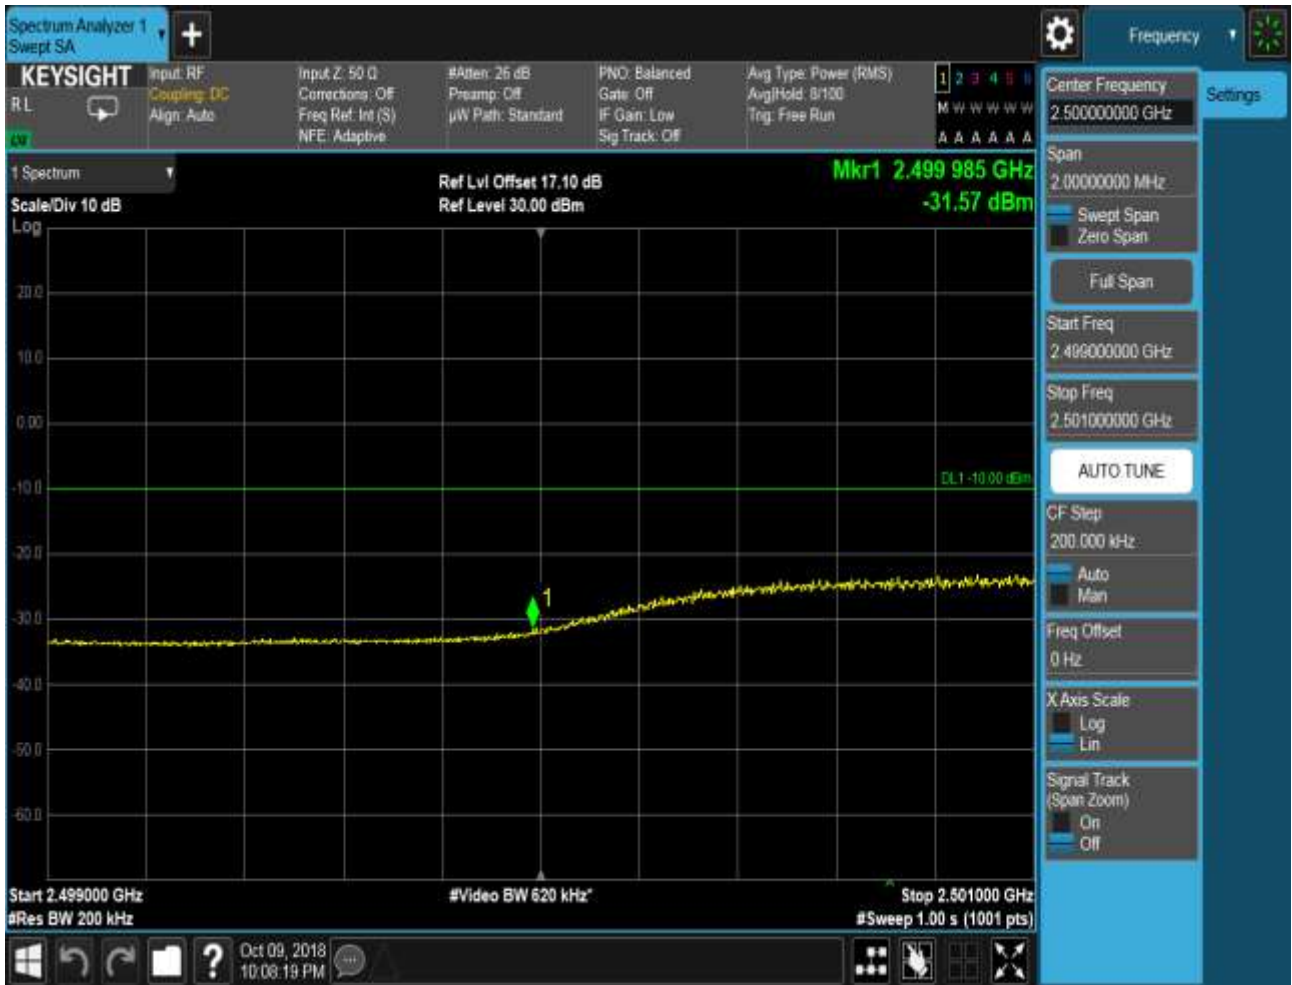 Spectrum Analyzer 1
Swept SA
+
Frequency
KEYSIGHT
RL
LXI
Input: RF
Coupling: DC
Align: Auto
Input Z: 50 Ω
Corrections: Off
Freq Ref: Int (S)
NFE: Adaptive
#Atten: 26 dB
Preamp: Off
µW Path: Standard
PNO: Balanced
Gate: Off
IF Gain: Low
Sig Track: Off
Avg Type: Power (RMS)
Avg|Hold: 8/100
Trig: Free Run
1 2 3 4 5 6
M W W W W W
A A A A A A
1 Spectrum
Scale/Div 10 dB
Log
Ref Lvl Offset 17.10 dB
Ref Level 30.00 dBm
Mkr1 2.499 985 GHz
-31.57 dBm
20.0
10.0
0.00
-10.0
-20.0
-30.0
-40.0
-50.0
-60.0
DL1 -10.00 dBm
1
Start 2.499000 GHz
#Res BW 200 kHz
#Video BW 620 kHz*
Stop 2.501000 GHz
#Sweep 1.00 s (1001 pts)
Oct 09, 2018
10:08:19 PM
?
Center Frequency
2.500000000 GHz
Settings
Span
2.00000000 MHz
Swept Span
Zero Span
Full Span
Start Freq
2.499000000 GHz
Stop Freq
2.501000000 GHz
AUTO TUNE
CF Step
200.000 kHz
Auto
Man
Freq Offset
0 Hz
X Axis Scale
Log
Lin
Signal Track
(Span Zoom)
On
Off